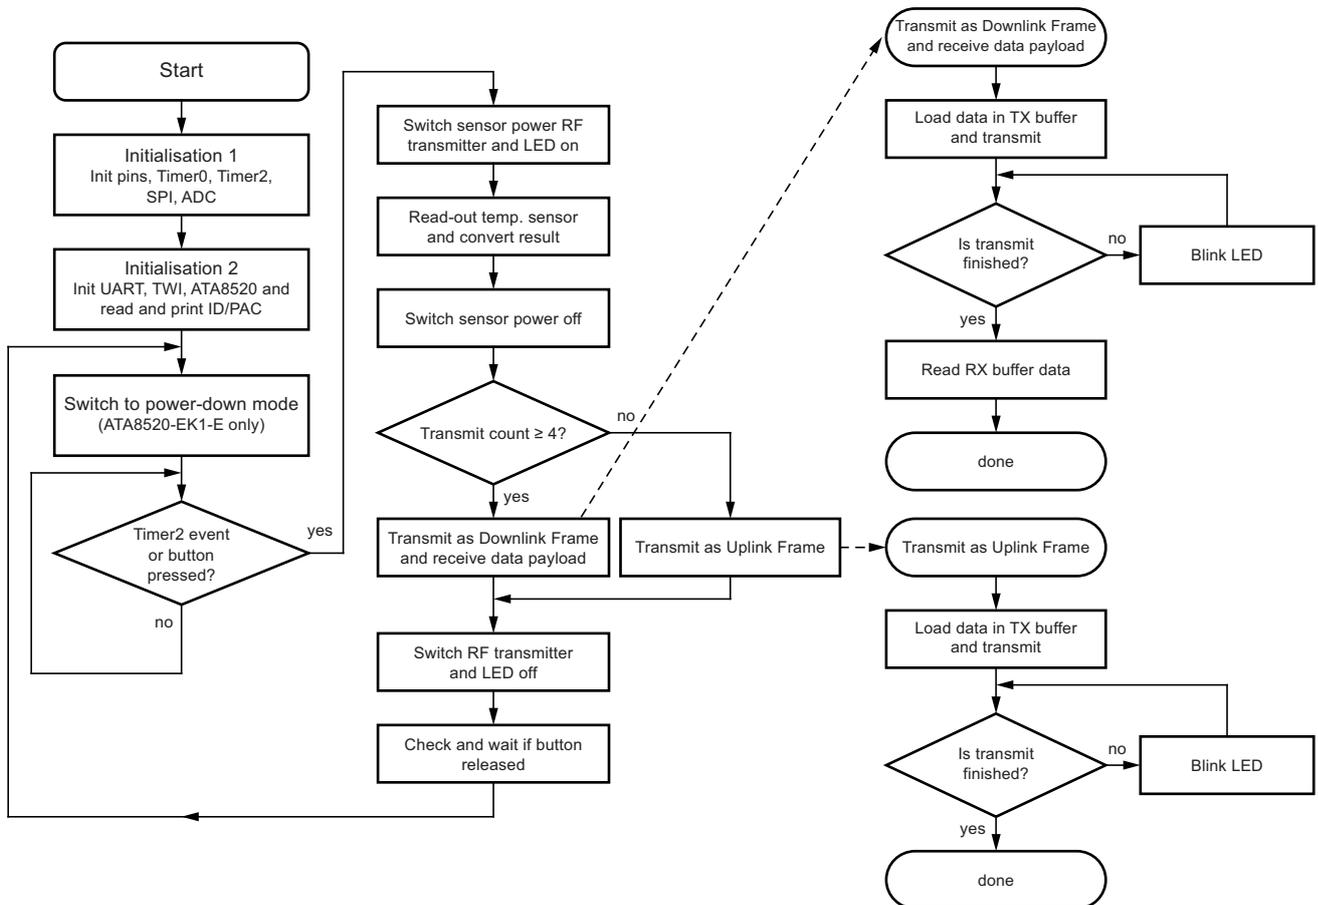 Start
Initialisation 1
Init pins, Timer0, Timer2,
SPI, ADC
Initialisation 2
Init UART, TWI, ATA8520 and
read and print ID/PAC
Switch to power-down mode
(ATA8520-EK1-E only)
Timer2 event
or button
pressed?
yes
no
Switch sensor power RF
transmitter and LED on
Read-out temp. sensor
and convert result
Switch sensor power off
Transmit count ≥ 4?
no
yes
Transmit as Downlink Frame
and receive data payload
Transmit as Uplink Frame
Switch RF transmitter
and LED off
Check and wait if button
released
Transmit as Downlink Frame
and receive data payload
Load data in TX buffer
and transmit
Is transmit
finished?
no
Blink LED
yes
Read RX buffer data
done
Transmit as Uplink Frame
Load data in TX buffer
and transmit
Is transmit
finished?
no
Blink LED
yes
done